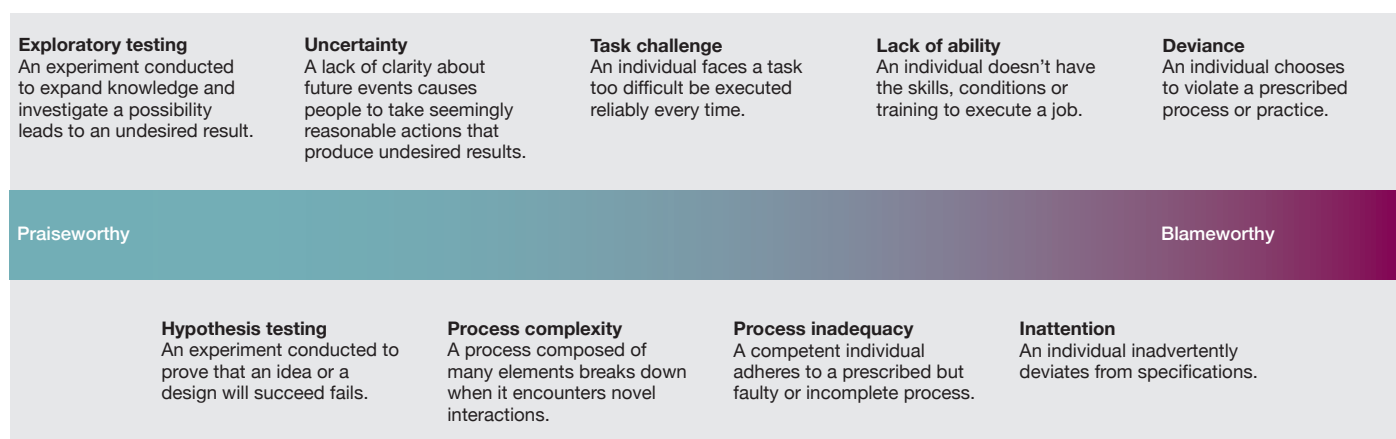 Exploratory testing
An experiment conducted
to expand knowledge and
investigate a possibility
leads to an undesired result.
Uncertainty
A lack of clarity about
future events causes
people to take seemingly
reasonable actions that
produce undesired results.
Task challenge
An individual faces a task
too difficult be executed
reliably every time.
Lack of ability
An individual doesn’t have
the skills, conditions or
training to execute a job.
Deviance
An individual chooses
to violate a prescribed
process or practice.
Praiseworthy
Blameworthy
Hypothesis testing
An experiment conducted to
prove that an idea or a
design will succeed fails.
Process complexity
A process composed of
many elements breaks down
when it encounters novel
interactions.
Process inadequacy
A competent individual
adheres to a prescribed but
faulty or incomplete process.
Inattention
An individual inadvertently
deviates from specifications.